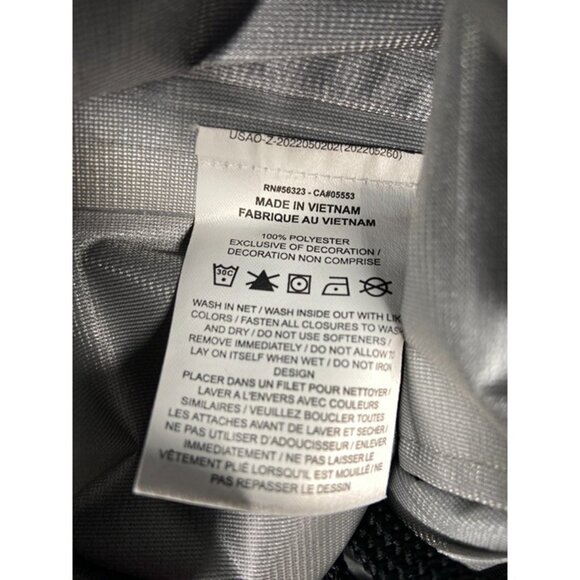 USAO-Z-2022050202(202205260)
RN#56323 - CA#05553
MADE IN VIETNAM
FABRIQUE AU VIETNAM
100% POLYESTER
EXCLUSIVE OF DECORATION /
DECORATION NON COMPRISE
30C
WASH IN NET / WASH INSIDE OUT WITH LIK
COLORS / FASTEN ALL CLOSURES TO WASH
AND DRY / DO NOT USE SOFTENERS /
REMOVE IMMEDIATELY / DO NOT ALLOW TO
LAY ON ITSELF WHEN WET / DO NOT IRON
DESIGN
PLACER DANS UN FILET POUR NETTOYER /
LAVER A L'ENVERS AVEC COULEURS
SIMILAIRES / VEUILLEZ BOUCLER TOUTES
LES ATTACHES AVANT DE LAVER ET SECHER /
NE PAS UTILISER D'ADOUCISSEUR / ENLEVER
IMMÉDIATEMENT / NE PAS LAISSER LE
VÊTEMENT PLIÉ LORSQU'IL EST MOUILLÉ / NE
PAS REPASSER LE DESSIN